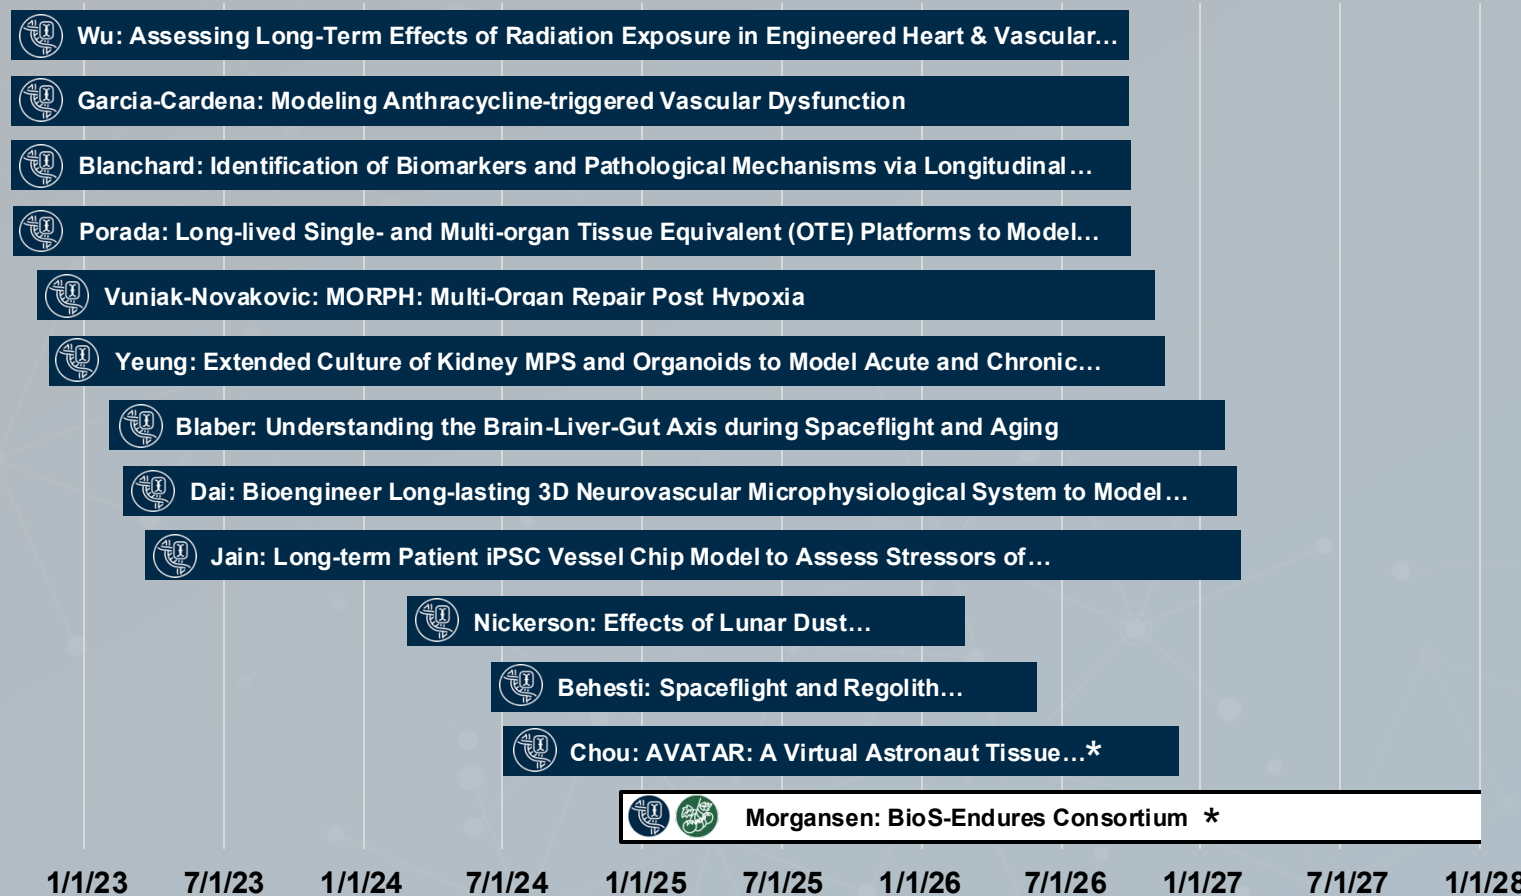 Wu: Assessing Long-Term Effects of Radiation Exposure in Engineered Heart & Vascular...
Garcia-Cardena: Modeling Anthracycline-triggered Vascular Dysfunction
Blanchard: Identification of Biomarkers and Pathological Mechanisms via Longitudinal...
Porada: Long-lived Single- and Multi-organ Tissue Equivalent (OTE) Platforms to Model...
Vuniak-Novakovic: MORPH: Multi-Organ Repair Post Hypoxia
Yeung: Extended Culture of Kidney MPS and Organoids to Model Acute and Chronic...
Blaber: Understanding the Brain-Liver-Gut Axis during Spaceflight and Aging
Dai: Bioengineer Long-lasting 3D Neurovascular Microphysiological System to Model...
Jain: Long-term Patient iPSC Vessel Chip Model to Assess Stressors of...
Nickerson: Effects of Lunar Dust...
Behesti: Spaceflight and Regolith...
Chou: AVATAR: A Virtual Astronaut Tissue...*
Morgansen: BioS-Endures Consortium *
1/1/23 7/1/23 1/1/24 7/1/24 1/1/25 7/1/25 1/1/26 7/1/26 1/1/27 7/1/27 1/1/28